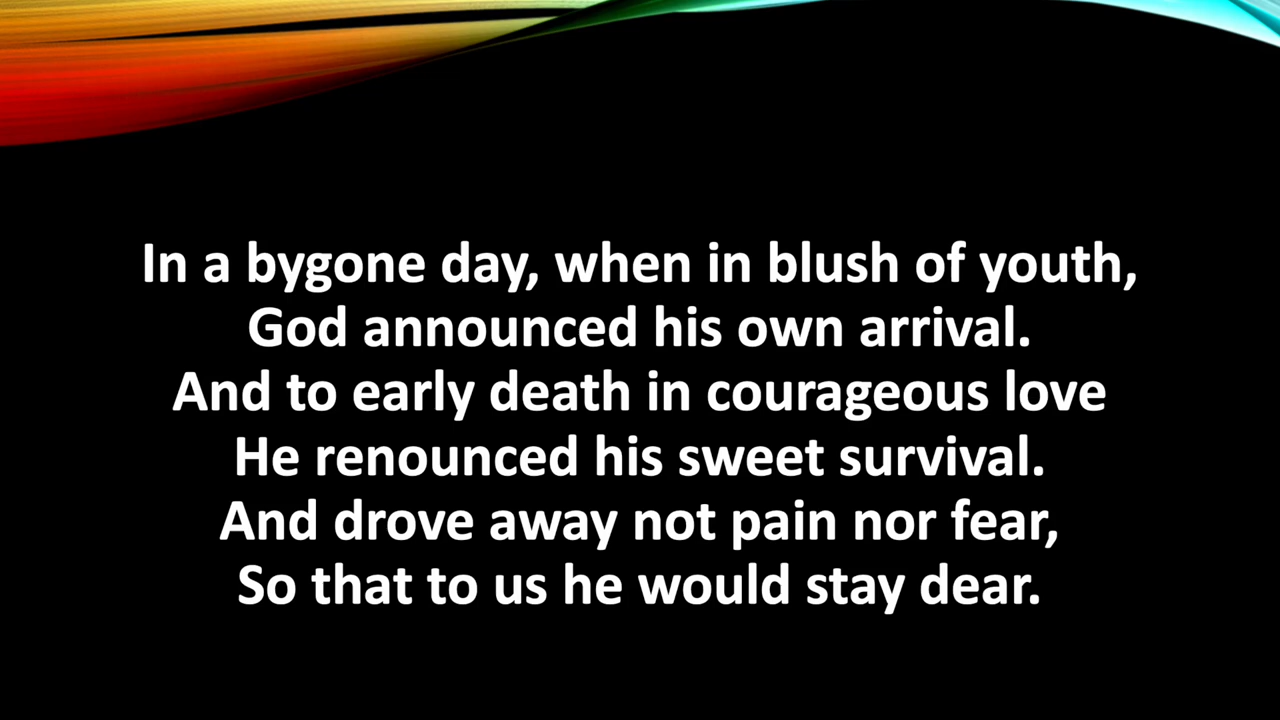 In a bygone day, when in blush of youth,
God announced his own arrival.
And to early death in courageous love
He renounced his sweet survival.
And drove away not pain nor fear,
So that to us he would stay dear.